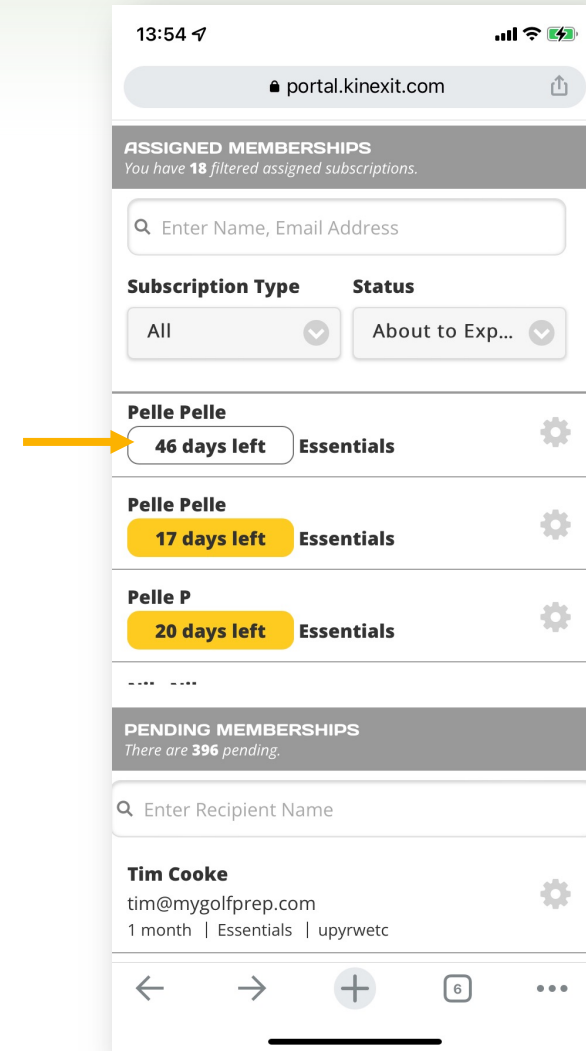 13:54
portal.kinexit.com
ASSIGNED MEMBERSHIPS
You have 18 filtered assigned subscriptions.
Enter Name, Email Address
Subscription Type Status
All About to Exp...
Pelle Pelle
46 days left Essentials
Pelle Pelle
17 days left Essentials
Pelle P
20 days left Essentials
PENDING MEMBERSHIPS
There are 396 pending.
Enter Recipient Name
Tim Cooke
tim@mygolfprep.com
1 month | Essentials | upyrwetc
6